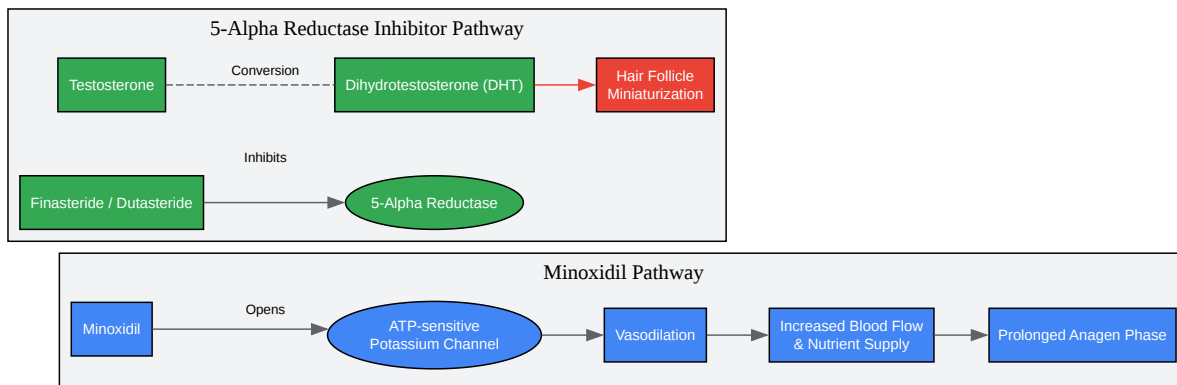 5-Alpha Reductase Inhibitor Pathway
Testosterone
Conversion
Dihydrotestosterone (DHT)
Hair Follicle
Miniaturization
Finasteride / Dutasteride
Inhibits
5-Alpha Reductase
Minoxidil Pathway
Minoxidil
Opens
ATP-sensitive
Potassium Channel
Vasodilation
Increased Blood Flow
& Nutrient Supply
Prolonged Anagen Phase